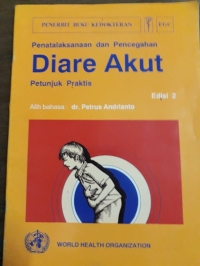 PENERBIT BUKU KEDOKTERAN EGC
Penatalaksanaan dan Pencegahan
Diare Akut
Petunjuk Praktis
Edisi 2
Alih bahasa : dr. Petrus Andrianto
WORLD HEALTH ORGANIZATION